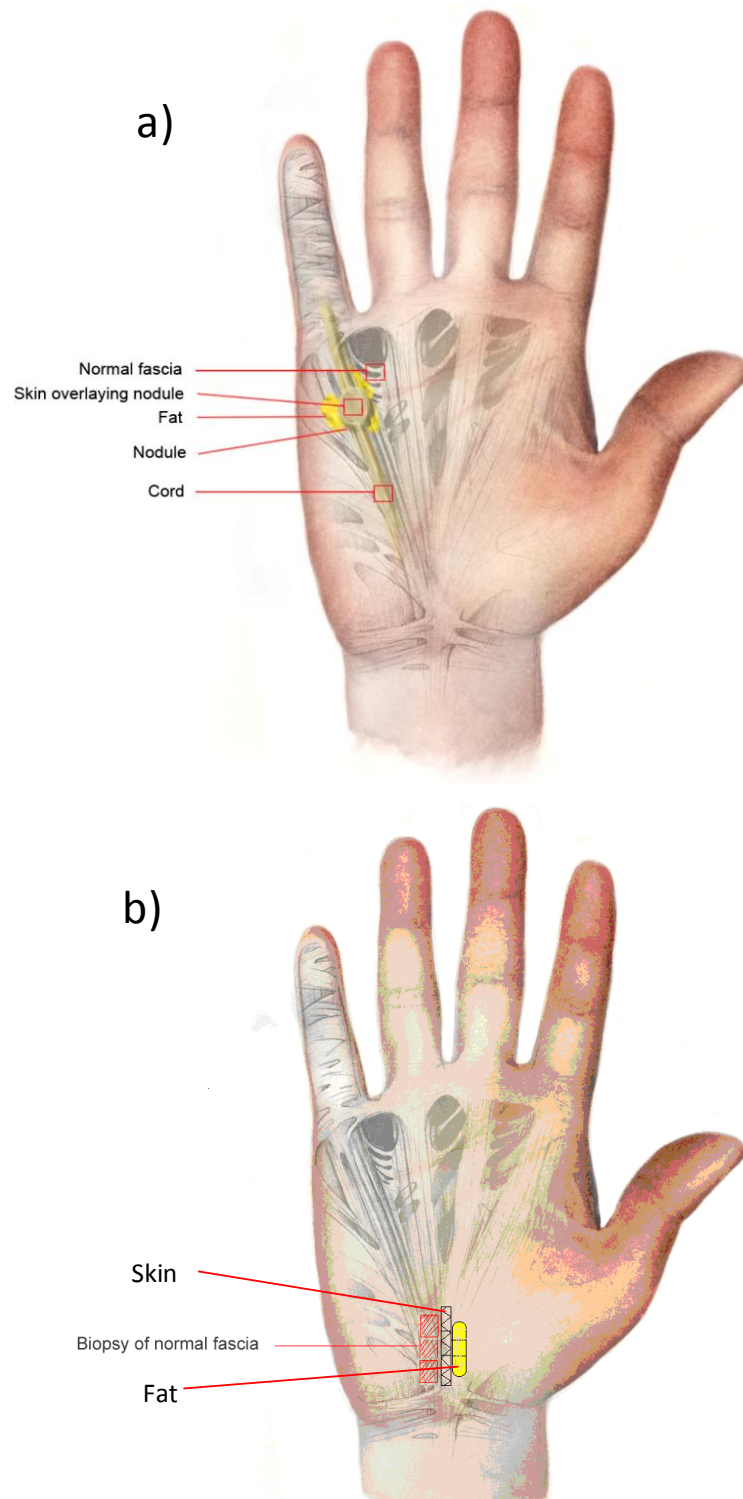 a)
Normal fascia
Skin overlaying nodule
Fat
Nodule
Cord
b)
Skin
Biopsy of normal fascia
Fat